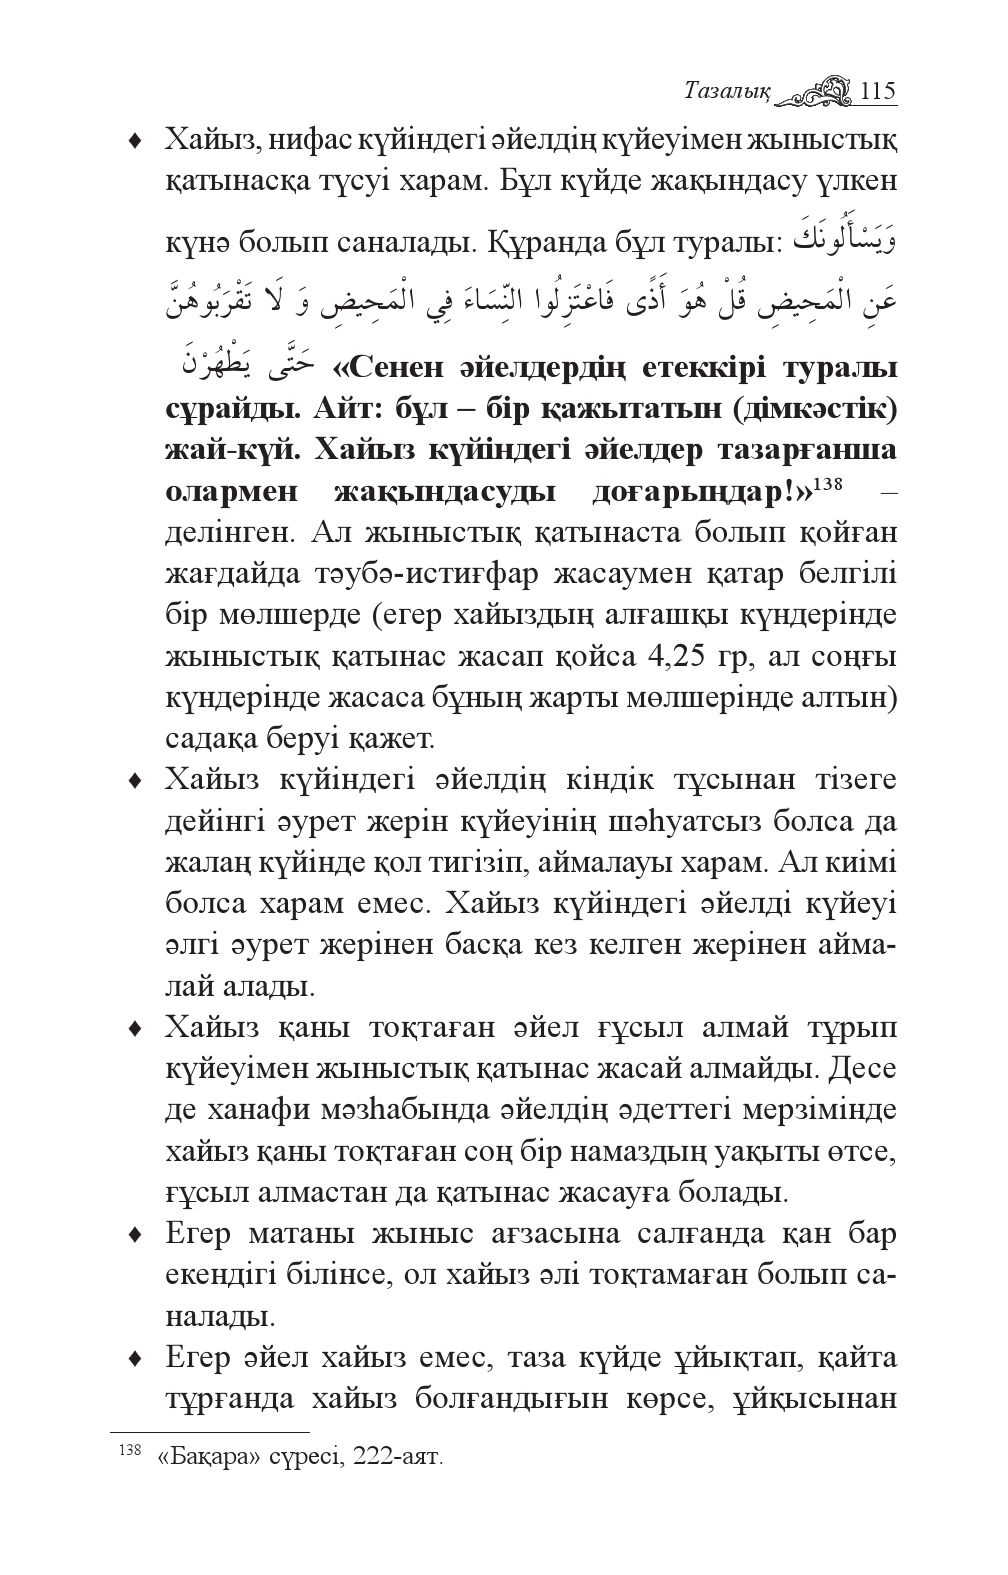 Тазалық 115
♦ Хайыз, нифас күйіндегі әйелдің күйеуімен жыныстық
қатынасқа түсуі харам. Бұл күйде жақындасу үлкен
күнә болып саналады. Құранда бұл туралы: وَيَسْأَلُونَكَ
عَنِ الْمَحِيضِ قُلْ هُوَ أَذًى فَاعْتَزِلُوا النِّسَاءَ فِي الْمَحِيضِ وَ لَا تَقْرَبُوهُنَّ
حَتَّى يَطْهُرْنَ «Сенен әйелдердің етеккірі туралы
сұрайды. Айт: бұл – бір қажытатын (дімкәстік)
жай-күй. Хайыз күйіндегі әйелдер тазарғанша
олармен жақындасуды доғарыңдар!»138 –
делінген. Ал жыныстық қатынаста болып қойған
жағдайда тәубә-истиғфар жасаумен қатар белгілі
бір мөлшерде (егер хайыздың алғашқы күндерінде
жыныстық қатынас жасап қойса 4,25 гр, ал соңғы
күндерінде жасаса бұның жарты мөлшерінде алтын)
садақа беруі қажет.
♦ Хайыз күйіндегі әйелдің кіндік тұсынан тізеге
дейінгі әурет жерін күйеуінің шәһуатсыз болса да
жалаң күйінде қол тигізіп, аймалауы харам. Ал киімі
болса харам емес. Хайыз күйіндегі әйелді күйеуі
әлгі әурет жерінен басқа кез келген жерінен айма-
лай алады.
♦ Хайыз қаны тоқтаған әйел ғұсыл алмай тұрып
күйеуімен жыныстық қатынас жасай алмайды. Десе
де ханафи мәзһабында әйелдің әдеттегі мерзімінде
хайыз қаны тоқтаған соң бір намаздың уақыты өтсе,
ғұсыл алмастан да қатынас жасауға болады.
♦ Егер матаны жыныс ағзасына салғанда қан бар
екендігі білінсе, ол хайыз әлі тоқтамаған болып са-
налады.
♦ Егер әйел хайыз емес, таза күйде ұйықтап, қайта
тұрғанда хайыз болғандығын көрсе, ұйқысынан
138 «Бақара» сүресі, 222-аят.